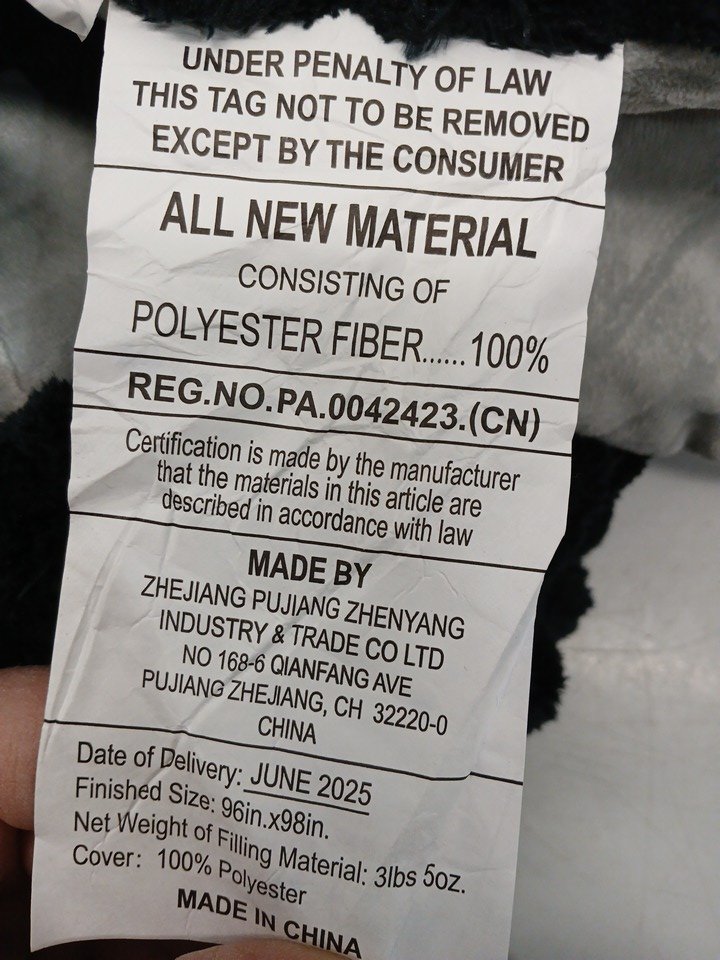 UNDER PENALTY OF LAW
THIS TAG NOT TO BE REMOVED
EXCEPT BY THE CONSUMER
ALL NEW MATERIAL
CONSISTING OF
POLYESTER FIBER......100%
REG.NO.PA.0042423.(CN)
Certification is made by the manufacturer
that the materials in this article are
described in accordance with law
MADE BY
ZHEJIANG PUJIANG ZHENYANG
INDUSTRY & TRADE CO LTD
NO 168-6 QIANFANG AVE
PUJIANG ZHEJIANG, CH 32220-0
CHINA
Date of Delivery: JUNE 2025
Finished Size: 96in.x98in.
Net Weight of Filling Material: 3lbs 5oz.
Cover: 100% Polyester
MADE IN CHINA